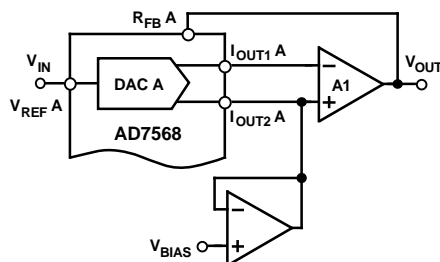 R_FB A
V_IN
V_REF A
DAC A
AD7568
I_OUT1 A
I_OUT2 A
–
+
A1
V_OUT
–
+
V_BIAS